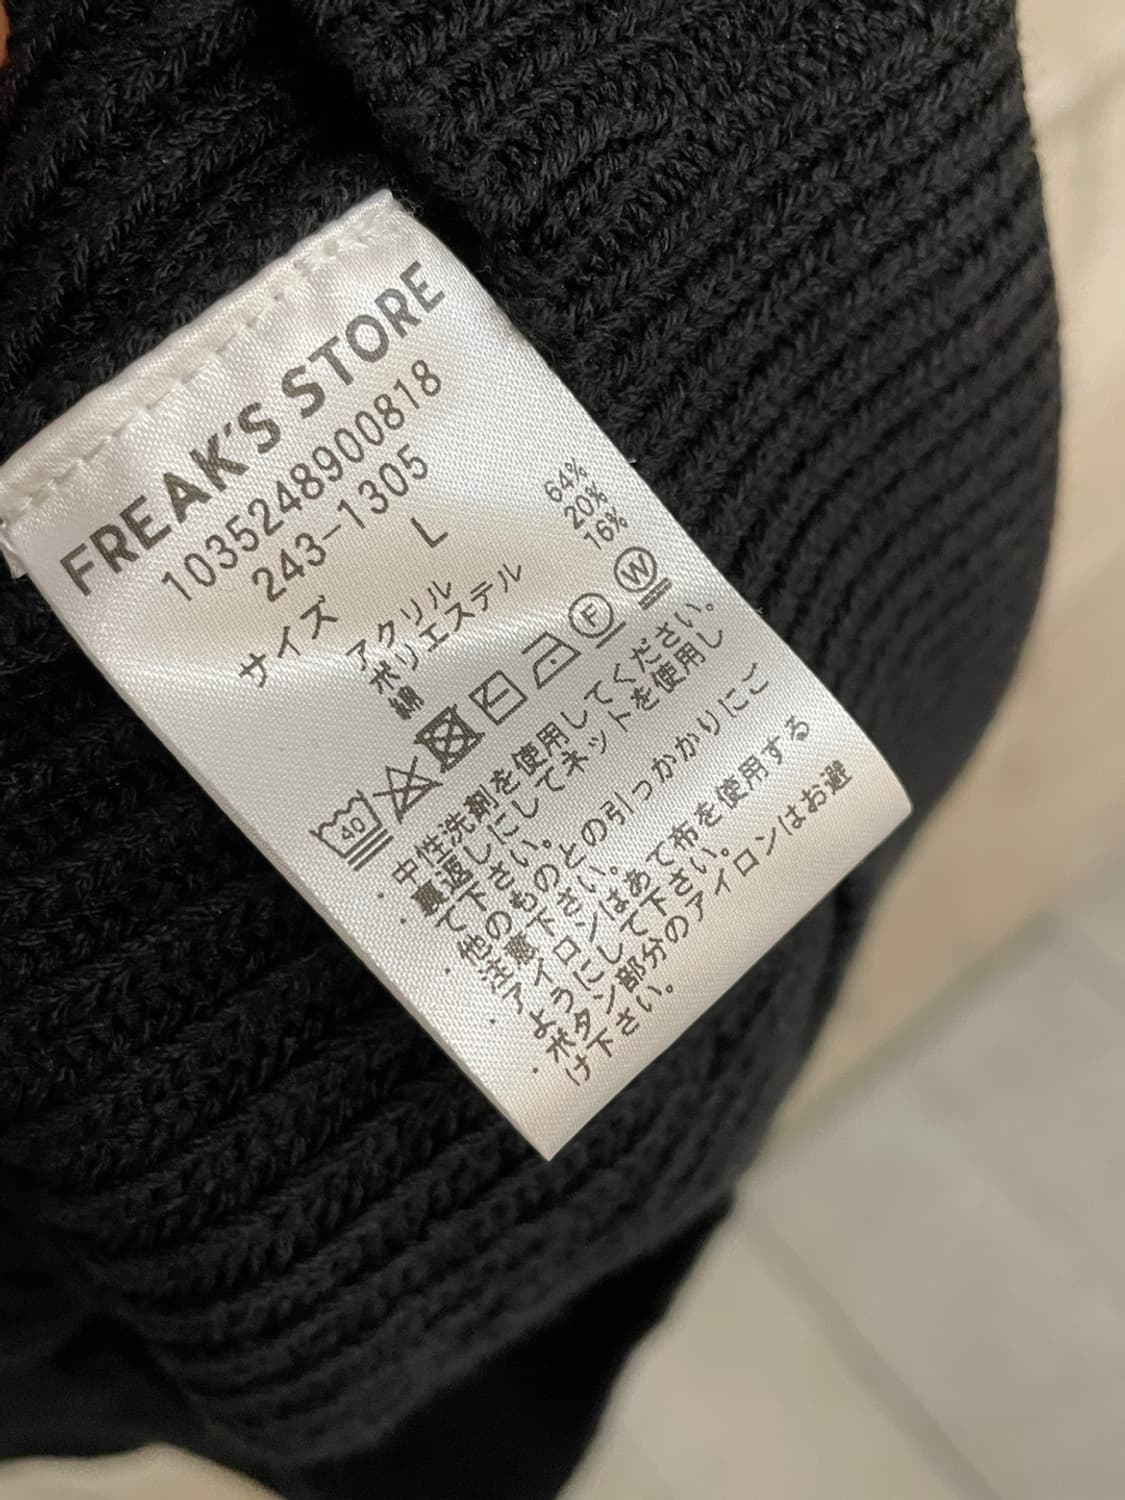 FREAK'S STORE
1035248900818
243-1305
サイズ L
アクリル 64%
ポリエステル 20%
綿 16%
40 F W
・中性洗剤を使用してください。
・裏返しにしてネットを使用し
て下さい。
・他のものとの引っかかりにご
注意下さい。
・アイロンはあて布を使用する
ようにして下さい。
・ボタン部分のアイロンはお避
け下さい。